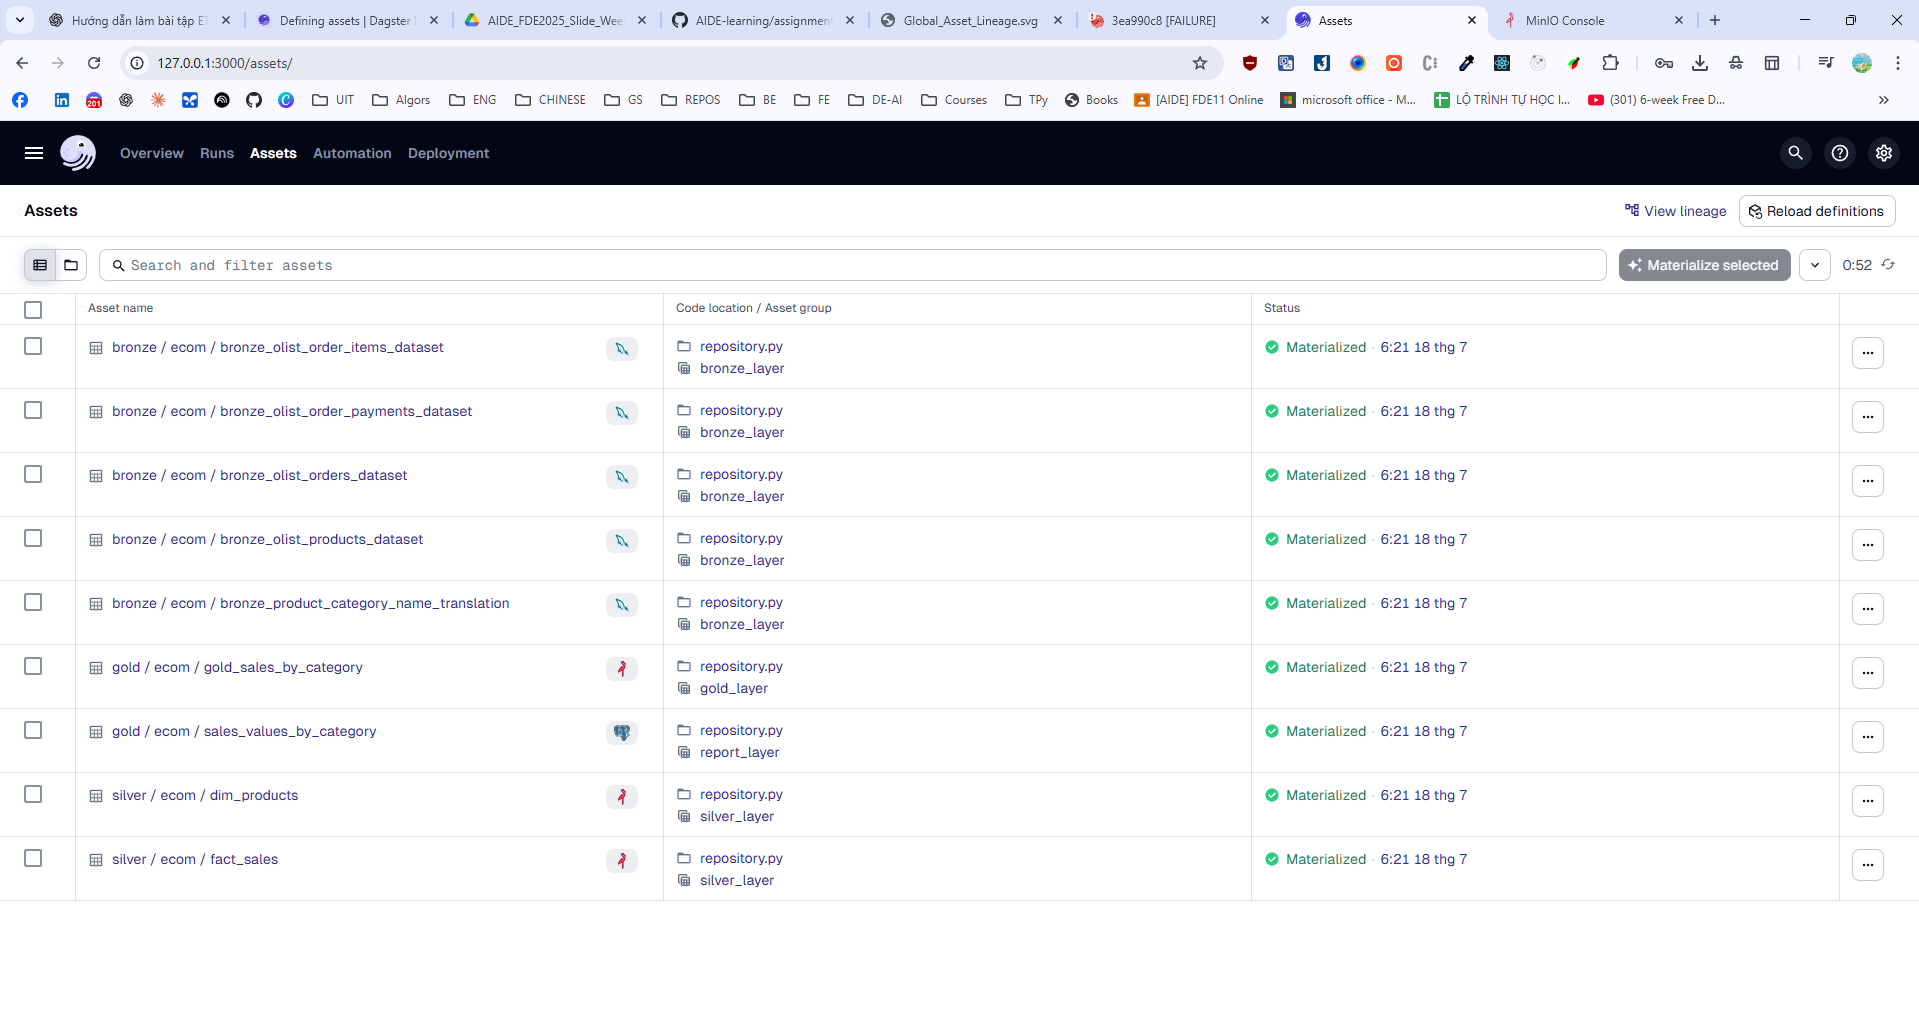 Hướng dẫn làm bài tập ET
Defining assets | Dagster
AIDE_FDE2025_Slide_Wee
AIDE-learning/assignmen
Global_Asset_Lineage.svg
3ea990c8 [FAILURE]
Assets
MinIO Console
127.0.0.1:3000/assets/
201
UIT
Algors
ENG
CHINESE
GS
REPOS
BE
FE
DE-AI
Courses
TPy
Books
[AIDE] FDE11 Online
microsoft office - M...
LỘ TRÌNH TỰ HỌC I...
(301) 6-week Free D...
Overview
Runs
Assets
Automation
Deployment
Assets
View lineage
Reload definitions
Search and filter assets
Materialize selected
0:52
Asset name
Code location / Asset group
Status
bronze / ecom / bronze_olist_order_items_dataset
repository.py
bronze_layer
Materialized 6:21 18 thg 7
bronze / ecom / bronze_olist_order_payments_dataset
repository.py
bronze_layer
Materialized 6:21 18 thg 7
bronze / ecom / bronze_olist_orders_dataset
repository.py
bronze_layer
Materialized 6:21 18 thg 7
bronze / ecom / bronze_olist_products_dataset
repository.py
bronze_layer
Materialized 6:21 18 thg 7
bronze / ecom / bronze_product_category_name_translation
repository.py
bronze_layer
Materialized 6:21 18 thg 7
gold / ecom / gold_sales_by_category
repository.py
gold_layer
Materialized 6:21 18 thg 7
gold / ecom / sales_values_by_category
repository.py
report_layer
Materialized 6:21 18 thg 7
silver / ecom / dim_products
repository.py
silver_layer
Materialized 6:21 18 thg 7
silver / ecom / fact_sales
repository.py
silver_layer
Materialized 6:21 18 thg 7